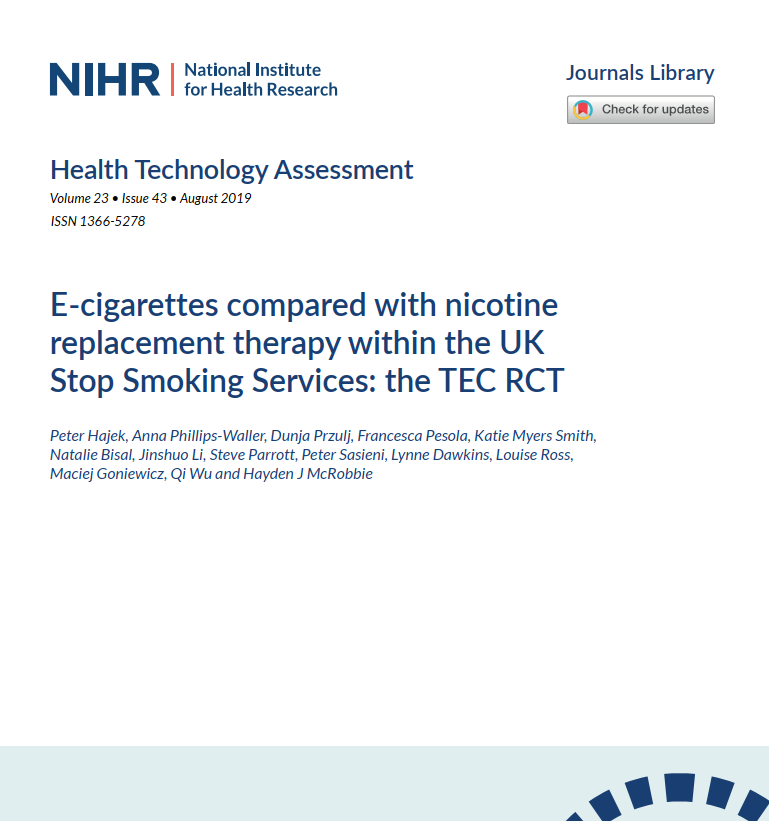 NIHR | National Institute
for Health Research
Journals Library
Check for updates
Health Technology Assessment
Volume 23 • Issue 43 • August 2019
ISSN 1366-5278
E-cigarettes compared with nicotine
replacement therapy within the UK
Stop Smoking Services: the TEC RCT
Peter Hajek, Anna Phillips-Waller, Dunja Przulj, Francesca Pesola, Katie Myers Smith,
Natalie Bisal, Jinshuo Li, Steve Parrott, Peter Sasieni, Lynne Dawkins, Louise Ross,
Maciej Goniewicz, Qi Wu and Hayden J McRobbie